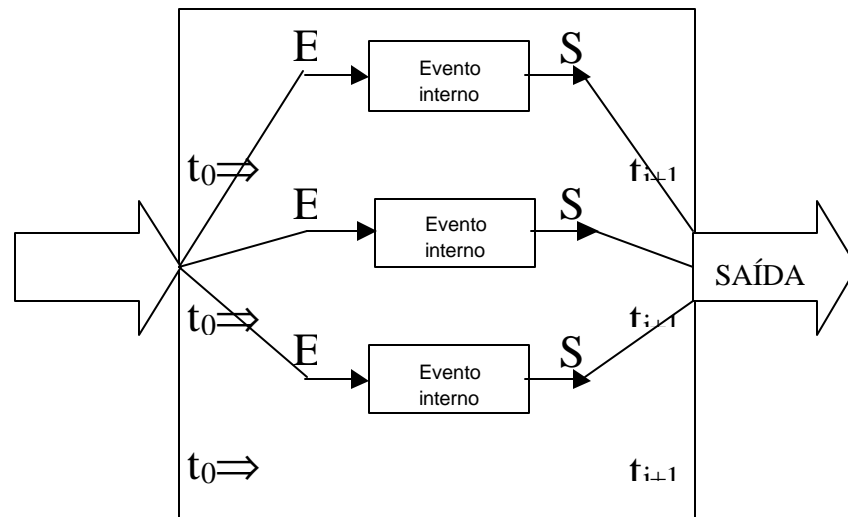 E
S
Evento
interno
t₀⇒
tᵢ₊₁
E
S
Evento
interno
SAÍDA
t₀⇒
tᵢ₊₁
E
S
Evento
interno
t₀⇒
tᵢ₊₁